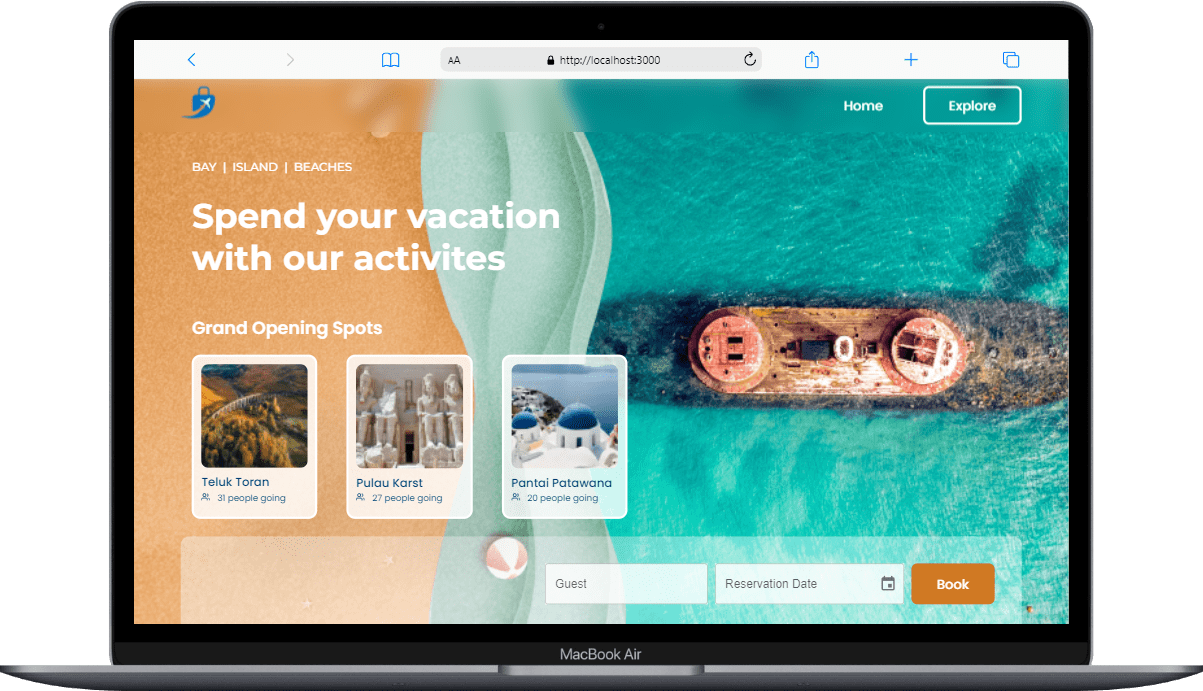 AA
http://localhost:3000
Home
Explore
BAY | ISLAND | BEACHES
Spend your vacation
with our activites
Grand Opening Spots
Teluk Toran
31 people going
Pulau Karst
27 people going
Pantai Patawana
20 people going
Guest
Reservation Date
Book
MacBook Air